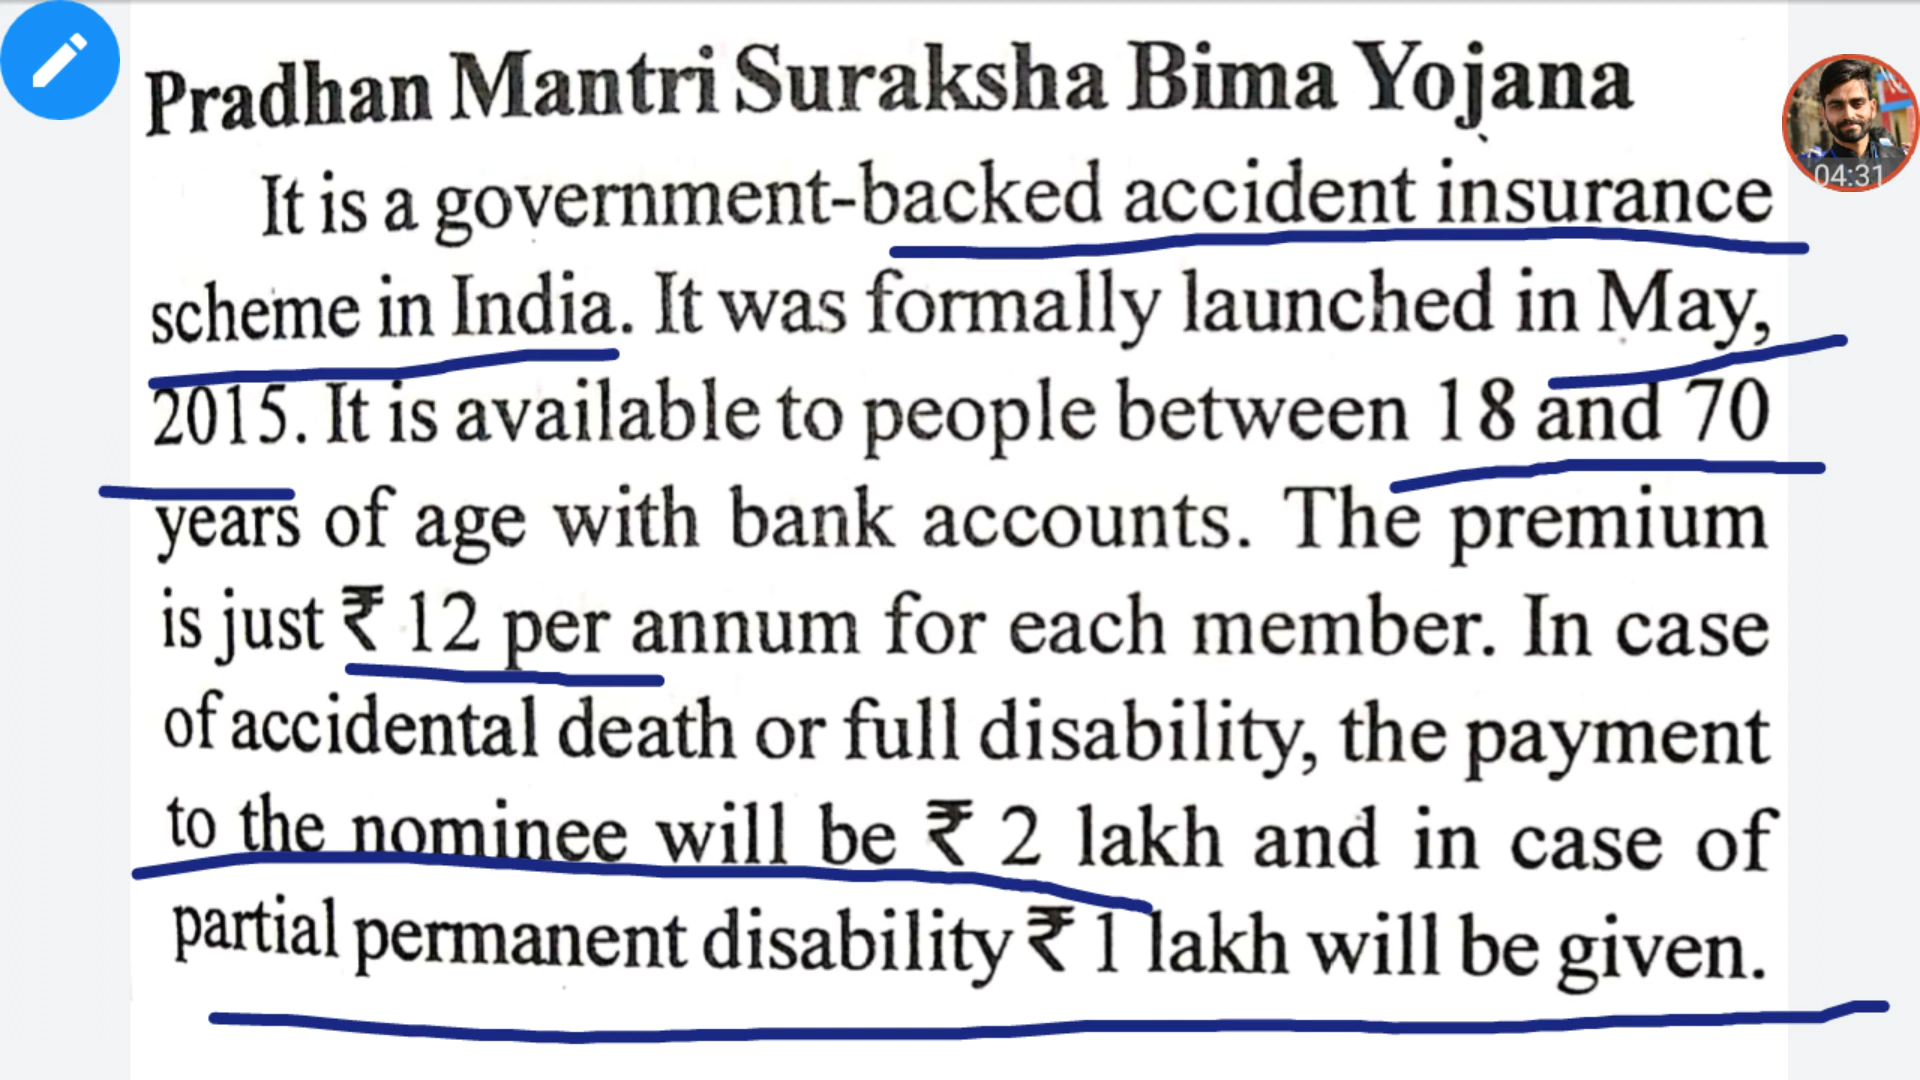 Pradhan Mantri Suraksha Bima Yojana
04:31
It is a government-backed accident insurance
scheme in India. It was formally launched in May,
2015. It is available to people between 18 and 70
years of age with bank accounts. The premium
is just ₹ 12 per annum for each member. In case
of accidental death or full disability, the payment
to the nominee will be ₹ 2 lakh and in case of
partial permanent disability ₹ 1 lakh will be given.